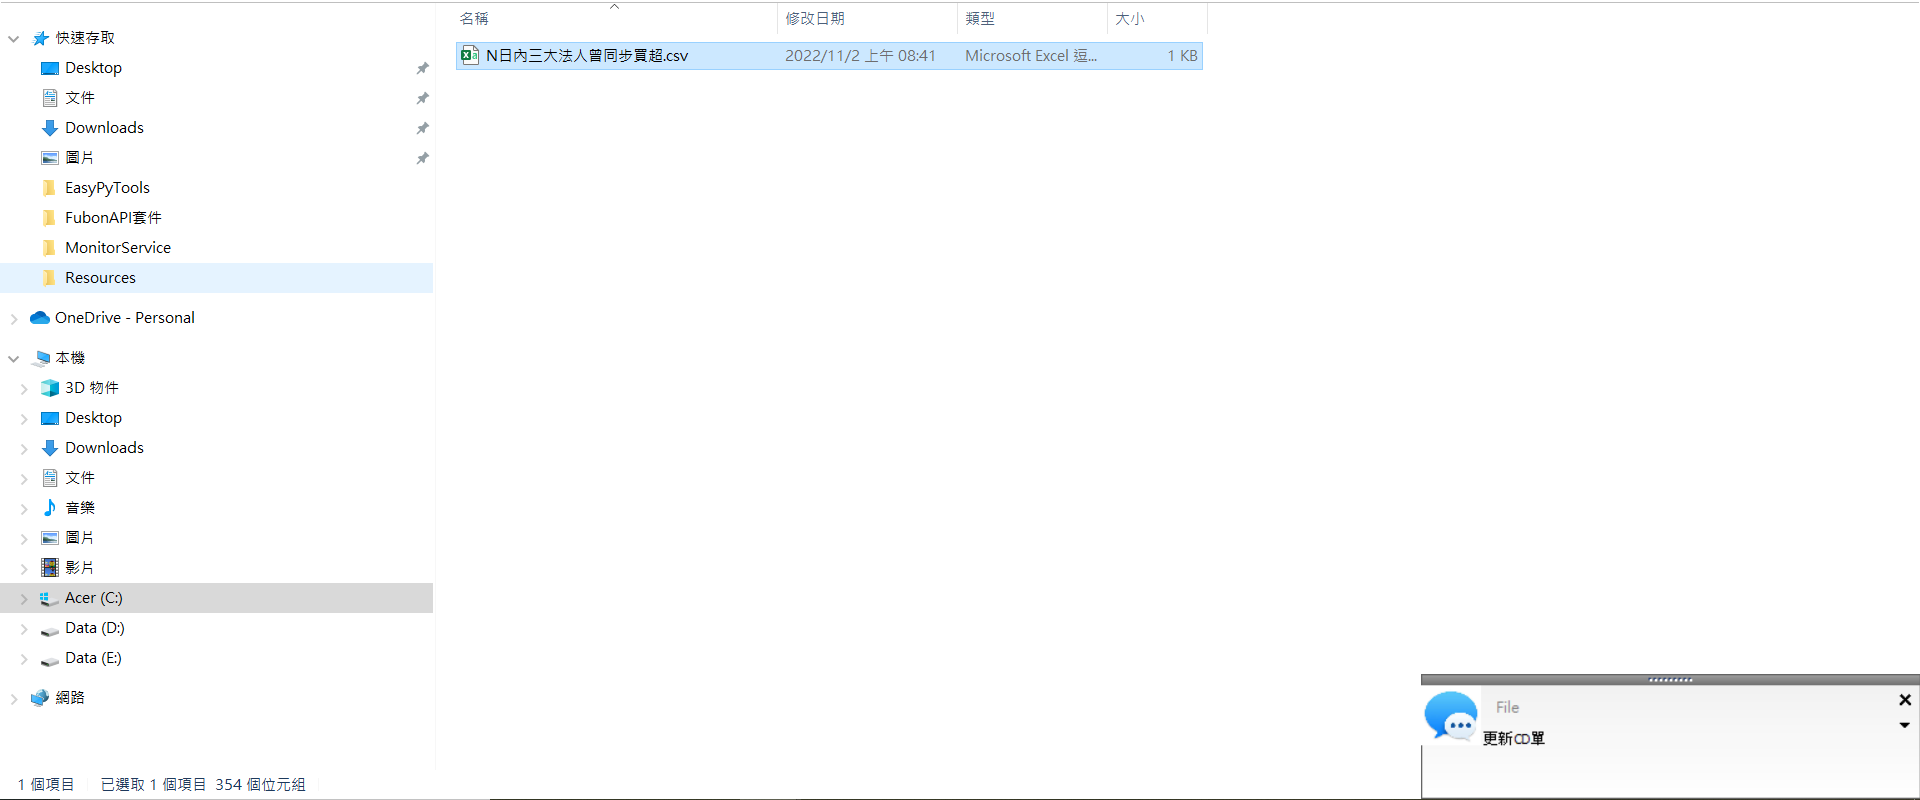 名稱
修改日期
類型
大小
N日內三大法人曾同步買超.csv
2022/11/2 上午 08:41
Microsoft Excel 逗...
1 KB
快速存取
Desktop
文件
Downloads
圖片
EasyPyTools
FubonAPI套件
MonitorService
Resources
OneDrive - Personal
本機
3D 物件
Desktop
Downloads
文件
音樂
圖片
影片
Acer (C:)
Data (D:)
Data (E:)
網路
File
更新CD單
1 個項目
已選取 1 個項目 354 個位元組